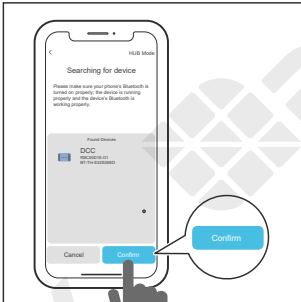 HUB Mode
Searching for device
Please make sure your phone's Bluetooth is
turned on properly, the device is running
properly and the device's Bluetooth is
working properly.
Found Devices
DCC
Cancel
Confirm
Confirm